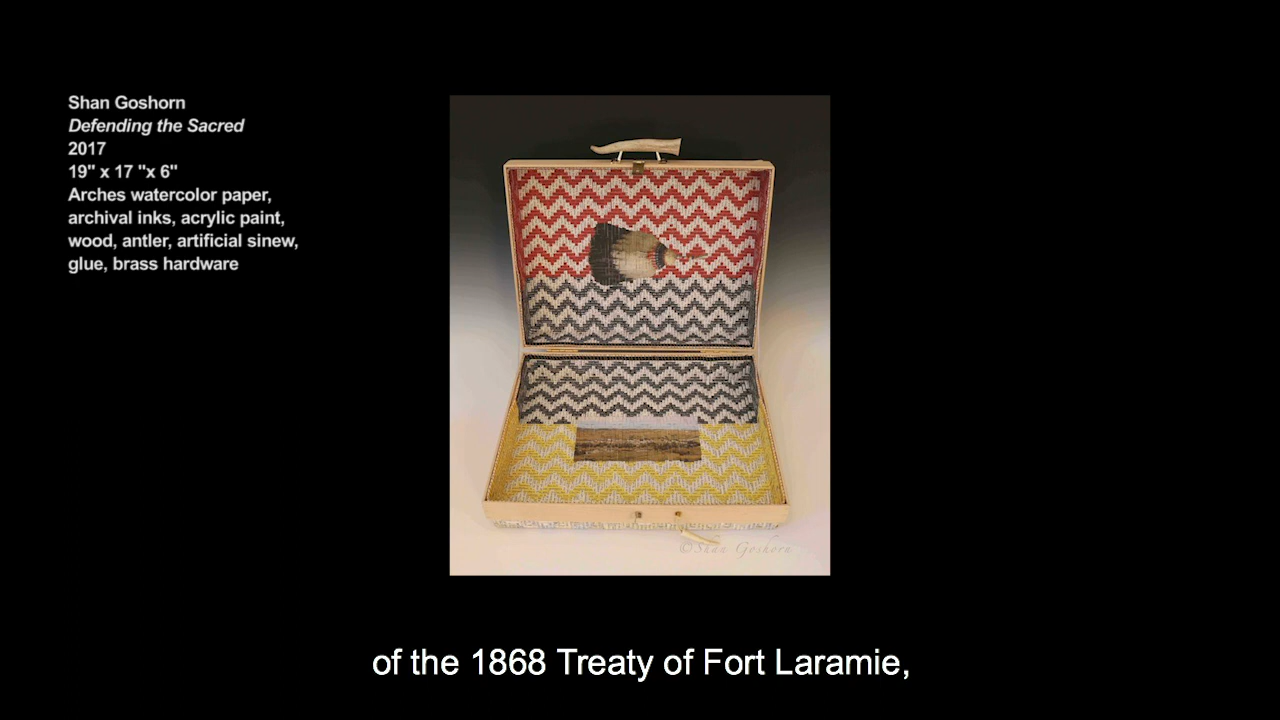 Shan Goshorn
Defending the Sacred
2017
19" x 17 "x 6"
Arches watercolor paper,
archival inks, acrylic paint,
wood, antler, artificial sinew,
glue, brass hardware
©Shan Goshorn
of the 1868 Treaty of Fort Laramie,